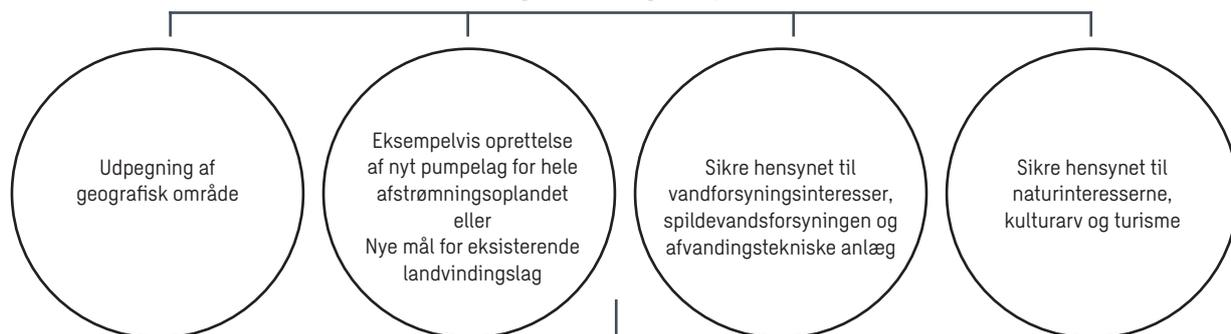 Udpegning af
geografisk område
Eksempelvis oprettelse
af nyt pumpelag for hele
afstrømningsoplandet
eller
Nye mål for eksisterende
landvindingslag
Sikre hensynet til
vandforsyningsinteresser,
spildevandsforsyningen og
afvandingstekniske anlæg
Sikre hensynet til
naturinteresserne,
kulturarv og turisme